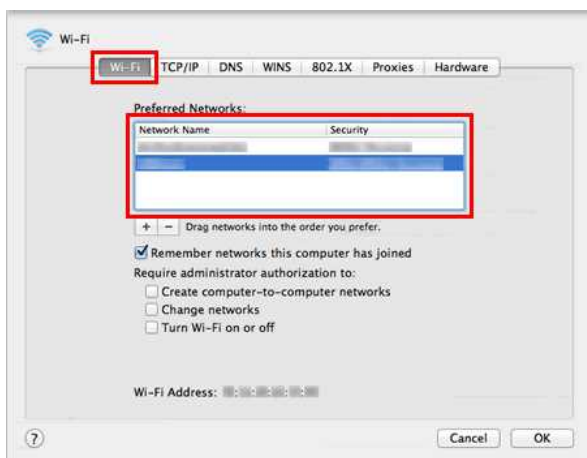 Wi-Fi
Wi-Fi TCP/IP DNS WINS 802.1X Proxies Hardware
Preferred Networks:
Network Name Security
+ - Drag networks into the order you prefer.
Remember networks this computer has joined
Require administrator authorization to:
Create computer-to-computer networks
Change networks
Turn Wi-Fi on or off
Wi-Fi Address:
? Cancel OK